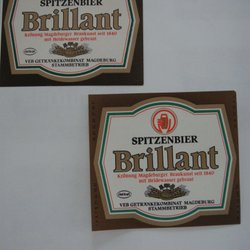 SPITZENBIER
Brillant
Krönung Magdeburger Braukunst seit 1840
mit Heidewasser gebraut
VEB GETRÄNKEKOMBINAT MAGDEBURG
STAMMBETRIEB
SPITZENBIER
Brillant
Krönung Magdeburger Braukunst seit 1840
mit Heidewasser gebraut
VEB GETRÄNKEKOMBINAT MAGDEBURG
STAMMBETRIEB